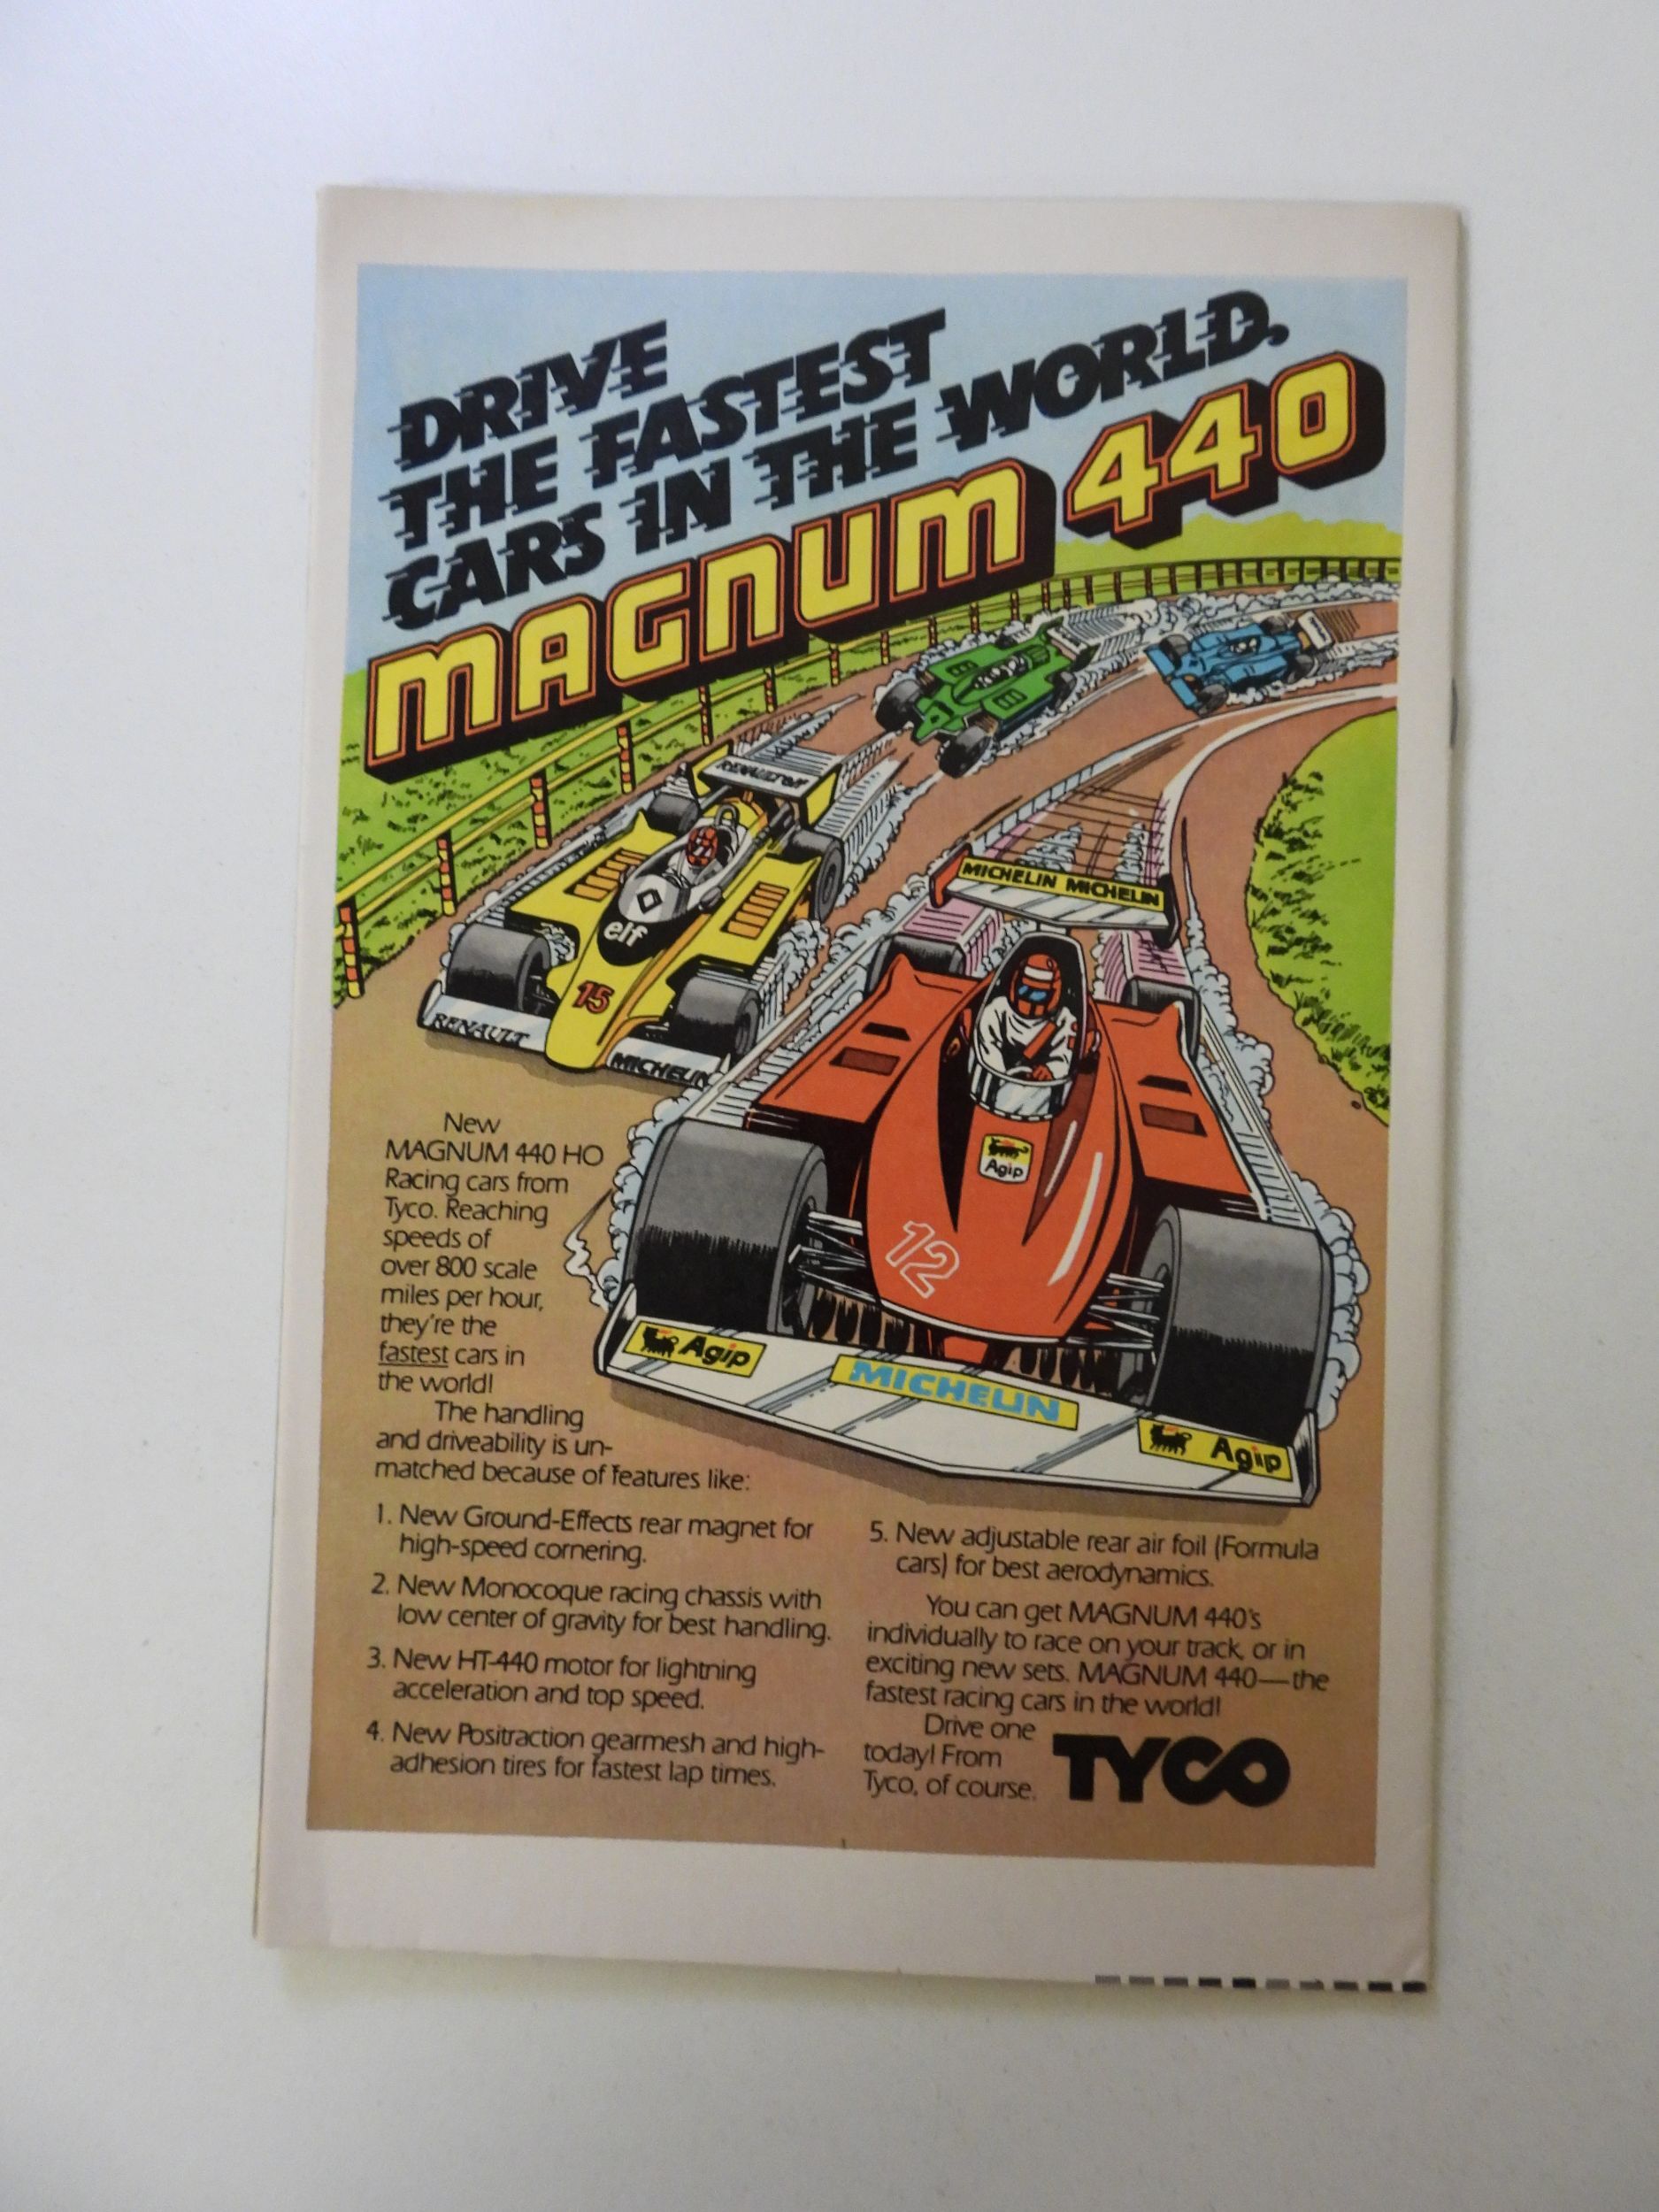 DRIVE
THE FASTEST
CARS IN THE WORLD.
MAGNUM 440
RENAULT elf
elf
15
RENAULT
MICHELIN
MICHELIN MICHELIN
Agip
12
Agip
MICHELIN
Agip
New
MAGNUM 440 HO
Racing cars from
Tyco. Reaching
speeds of
over 800 scale
miles per hour,
they're the
fastest cars in
the world!
The handling
and driveability is un-
matched because of features like:
1. New Ground-Effects rear magnet for
high-speed cornering.
2. New Monocoque racing chassis with
low center of gravity for best handling.
3. New HT-440 motor for lightning
acceleration and top speed.
4. New Positraction gearmesh and high-
adhesion tires for fastest lap times.
5. New adjustable rear air foil (Formula
cars) for best aerodynamics.
You can get MAGNUM 440's
individually to race on your track, or in
exciting new sets. MAGNUM 440—the
fastest racing cars in the world!
Drive one
today! From
Tyco, of course.
TYCO